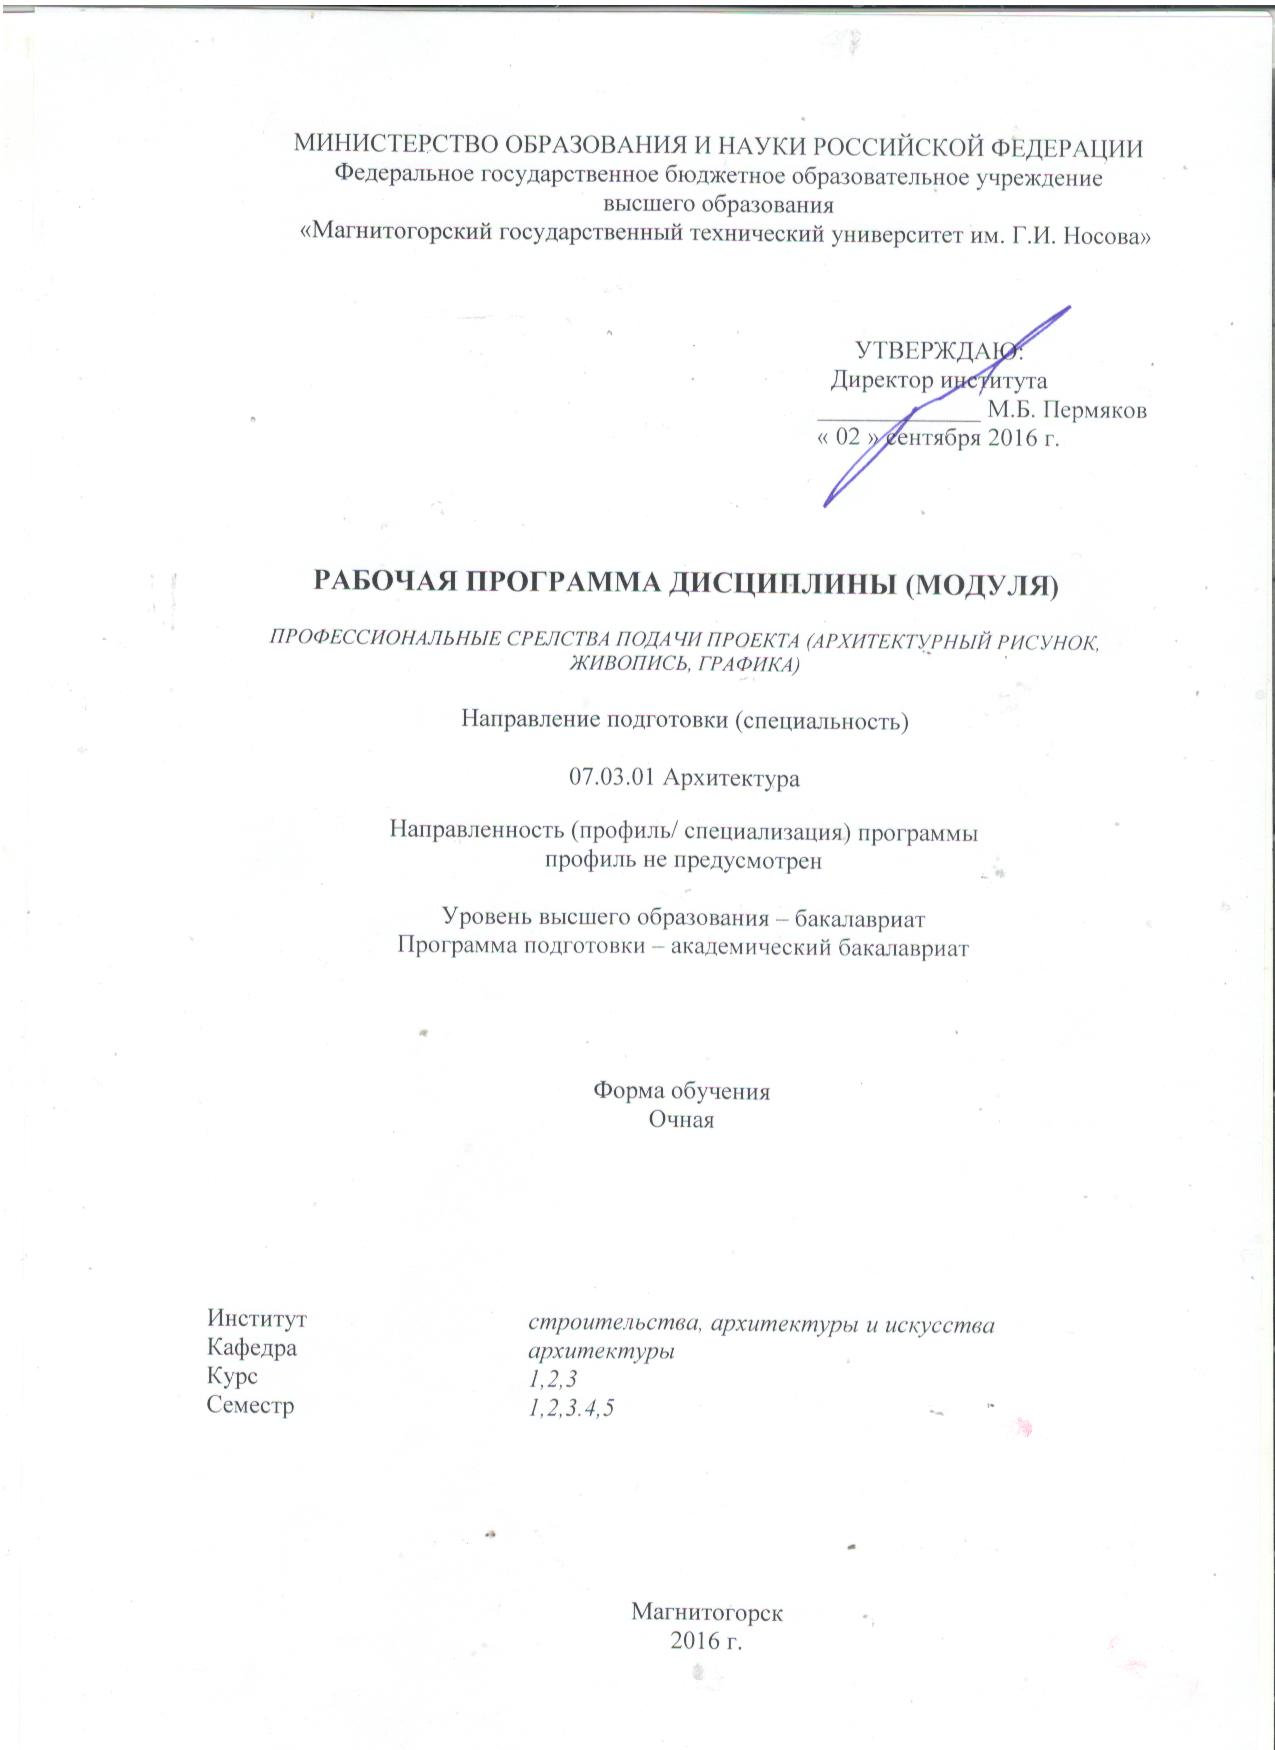 МИНИСТЕРСТВО ОБРАЗОВАНИЯ И НАУКИ РОССИЙСКОЙ ФЕДЕРАЦИИ
Федеральное государственное бюджетное образовательное учреждение
высшего образования
«Магнитогорский государственный технический университет им. Г.И. Носова»
УТВЕРЖДАЮ:
Директор института
_____________ М.Б. Пермяков
« 02 » сентября 2016 г.
РАБОЧАЯ ПРОГРАММА ДИСЦИПЛИНЫ (МОДУЛЯ)
ПРОФЕССИОНАЛЬНЫЕ СРЕЛСТВА ПОДАЧИ ПРОЕКТА (АРХИТЕКТУРНЫЙ РИСУНОК,
ЖИВОПИСЬ, ГРАФИКА)
Направление подготовки (специальность)
07.03.01 Архитектура
Направленность (профиль/ специализация) программы
профиль не предусмотрен
Уровень высшего образования – бакалавриат
Программа подготовки – академический бакалавриат
Форма обучения
Очная
Институт строительства, архитектуры и искусства
Кафедра архитектуры
Курс 1,2,3
Семестр 1,2,3.4,5
Магнитогорск
2016 г.